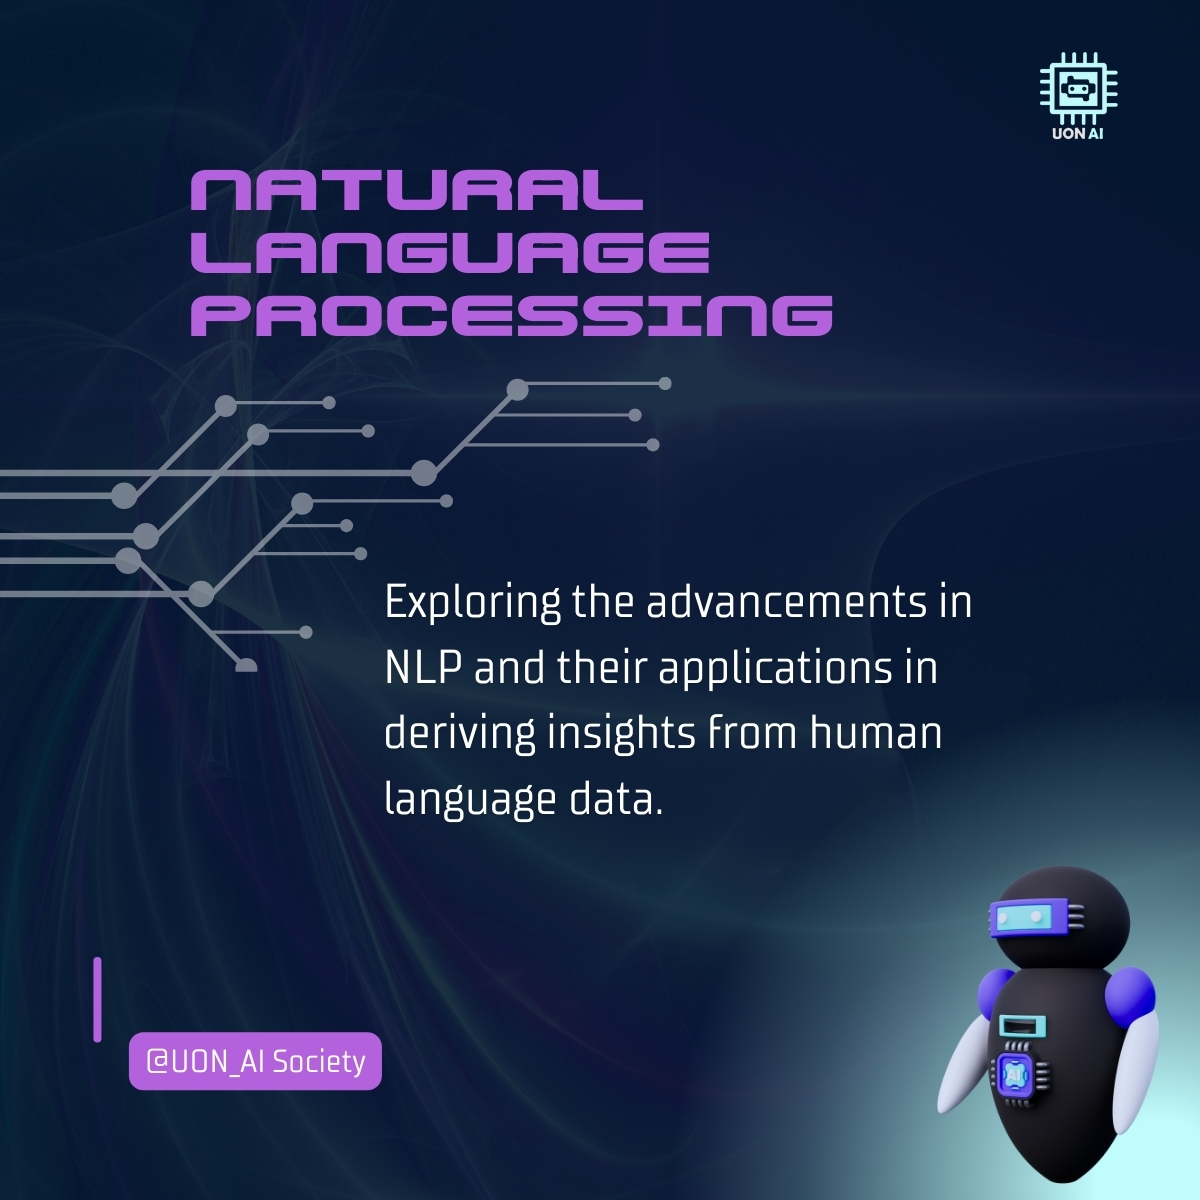 UON AI
NATURAL
LANGUAGE
PROCESSING
Exploring the advancements in
NLP and their applications in
deriving insights from human
language data.
@UON_AI Society
AI